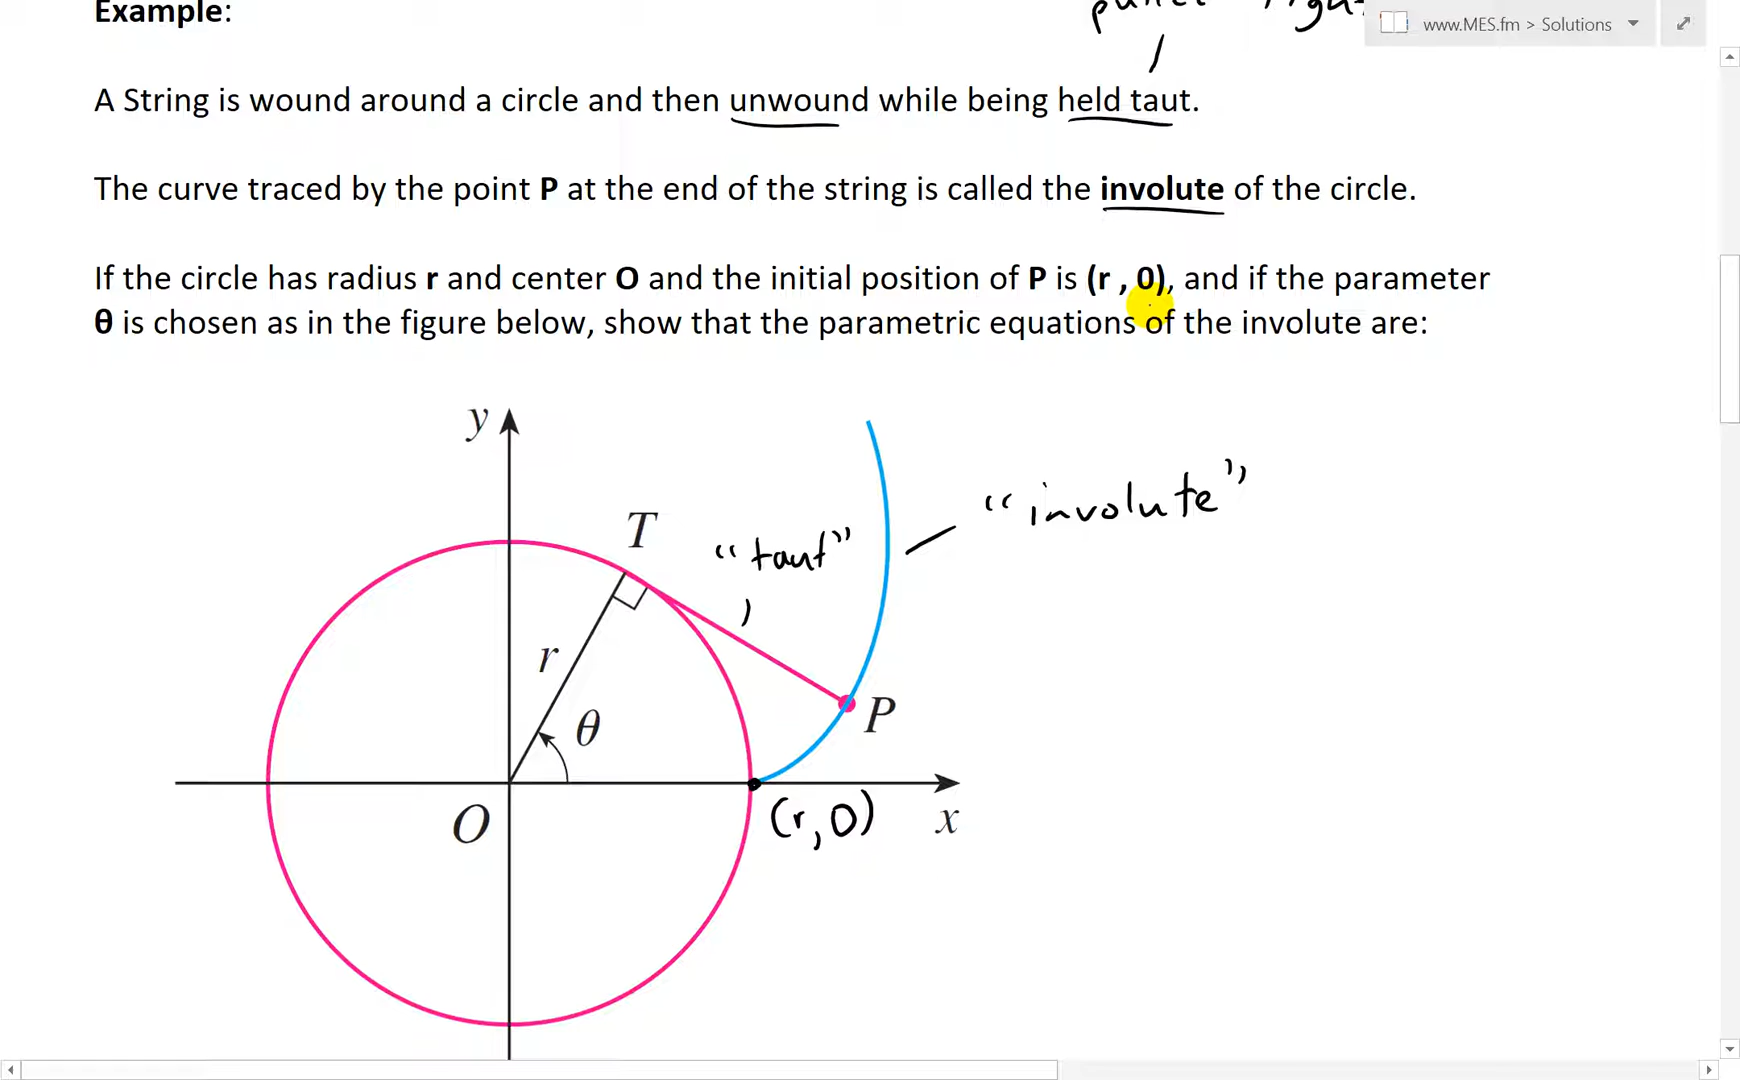 Example:
www.MES.fm > Solutions
A String is wound around a circle and then unwound while being held taut.
The curve traced by the point P at the end of the string is called the involute of the circle.
If the circle has radius r and center O and the initial position of P is (r , 0), and if the parameter
θ is chosen as in the figure below, show that the parametric equations of the involute are:
y
"involute"
T
"taut"
r
θ
P
O
(r,0)
x